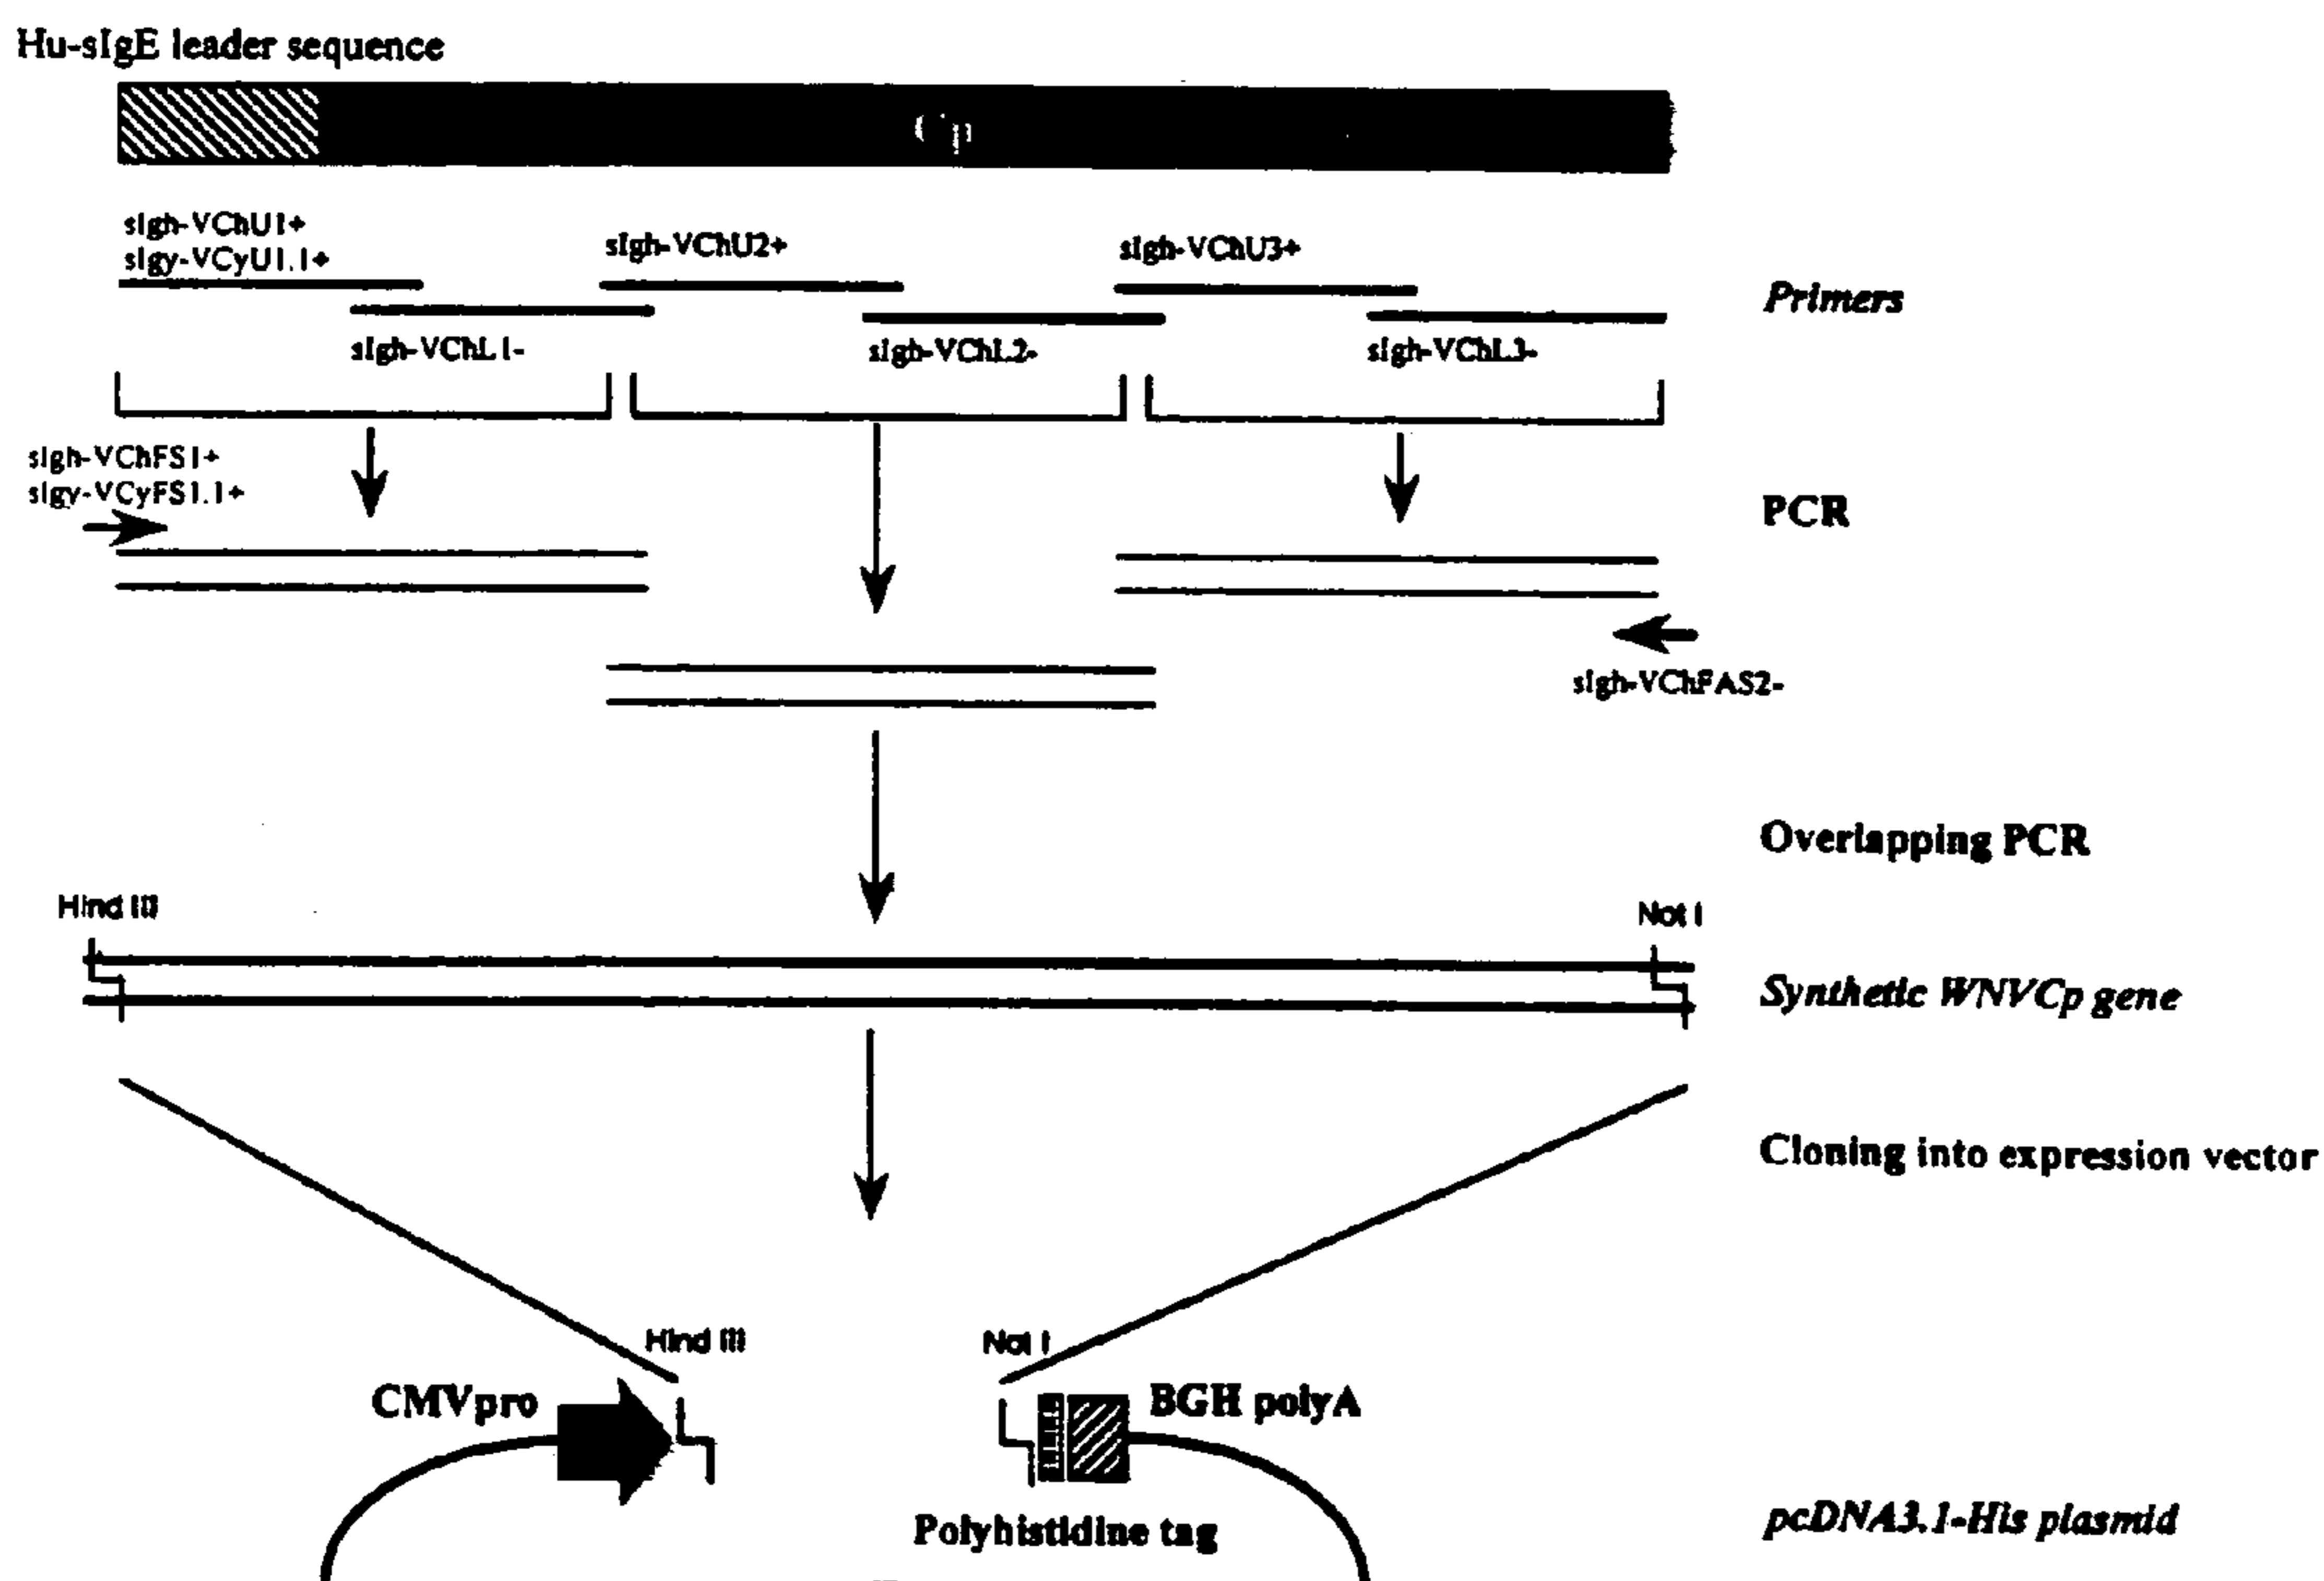 Hu-sIgE leader sequence
Cp
sIgh-VChU1+
sIgy-VCyU1.1+
sIgh-VChU2+
sIgh-VChU3+
Primers
sIgh-VChL1-
sIgh-VChL2-
sIgh-VChL3-
sIgh-VChFS1+
sIgy-VCyFS1.1+
PCR
sIgh-VChFAS2-
Overlapping PCR
Hind III
Not I
Synthetic WNVCp gene
Cloning into expression vector
Hind III
Not I
CMVpro
BGH polyA
Polyhistidine tag
pcDNA3.1-His plasmid